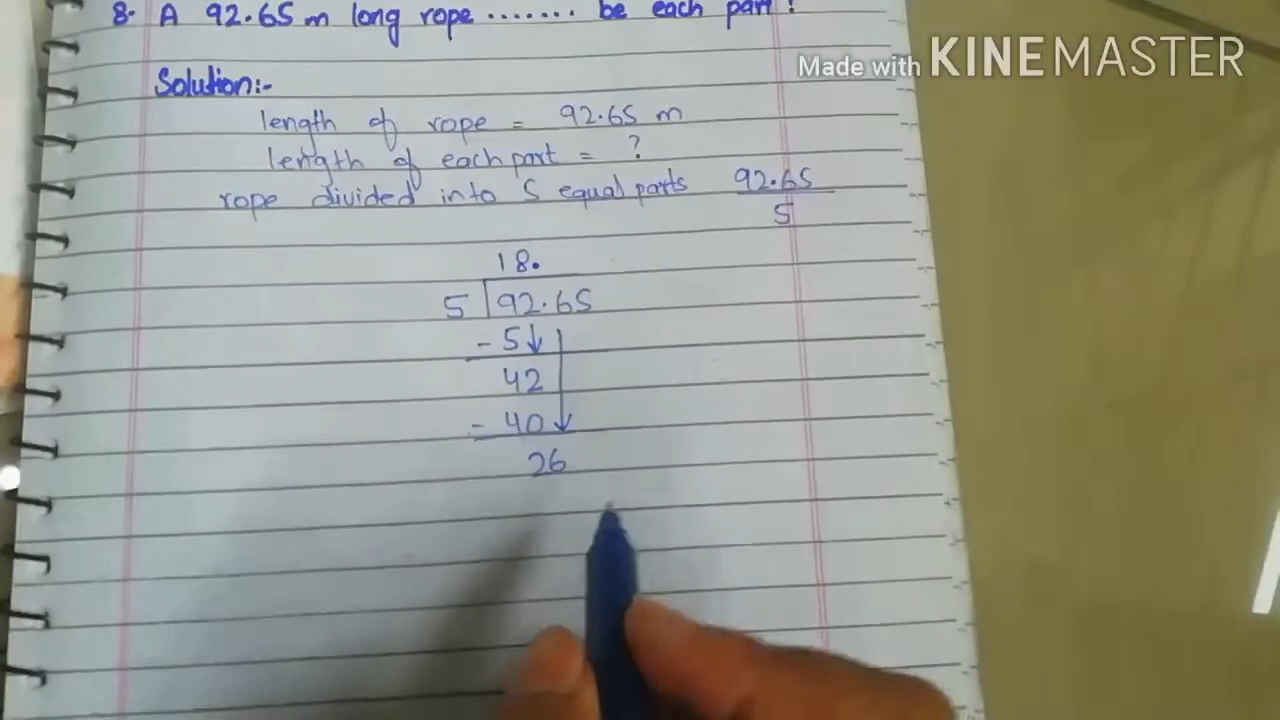 8. A 92.65 m long rope ....... be each part?
Made with KINEMASTER
Solution:-
length of rope = 92.65 m
length of each part = ?
rope divided into 5 equal parts 92.65
5
18.
5 92.65
- 5↓
42
- 40↓
26